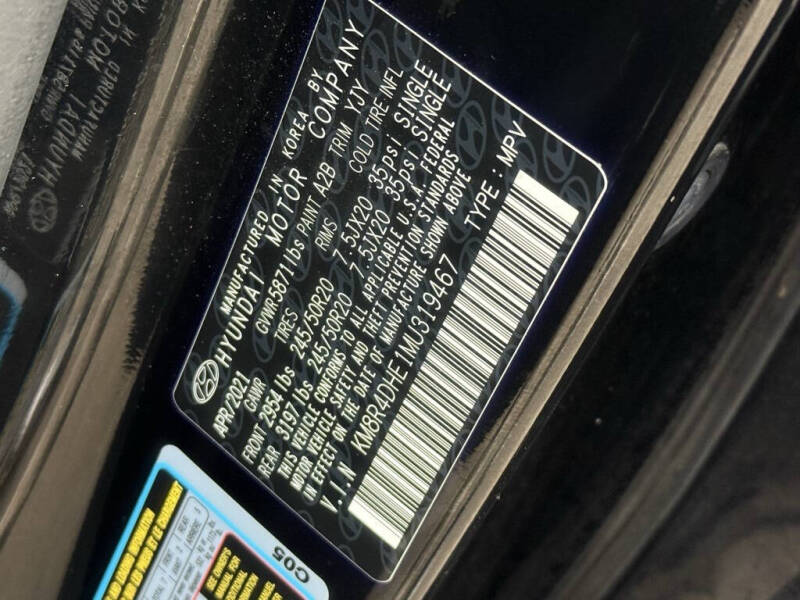 MANUFACTURED IN KOREA BY
HYUNDAI MOTOR COMPANY
APR/2021 GVWR5871lbs PAINT A2B TRIM YJY
GAWR TIRES RIMS COLD TIRE INFL
FRONT 2954 lbs 245/50R20 7.5JX20 35psi SINGLE
REAR 3197 lbs 245/50R20 7.5JX20 35psi SINGLE
THIS VEHICLE CONFORMS TO ALL APPLICABLE U.S.A. FEDERAL
MOTOR VEHICLE SAFETY AND THEFT PREVENTION STANDARDS
IN EFFECT ON THE DATE OF MANUFACTURE SHOWN ABOVE
V.I.N KM8R4DHE1MU319467 TYPE : MPV
C05